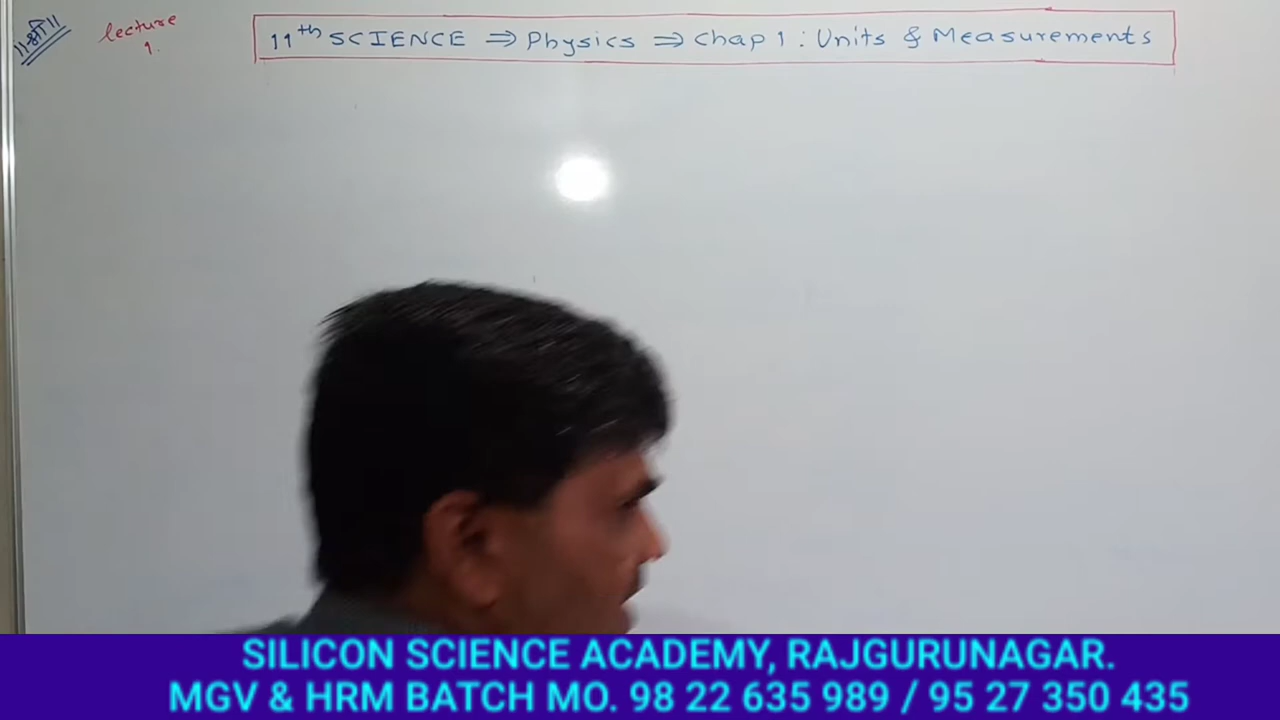 ॥श्री॥
lecture
1.
11th SCIENCE ⇒ Physics ⇒ Chap 1 : Units & Measurements
SILICON SCIENCE ACADEMY, RAJGURUNAGAR.
MGV & HRM BATCH MO. 98 22 635 989 / 95 27 350 435